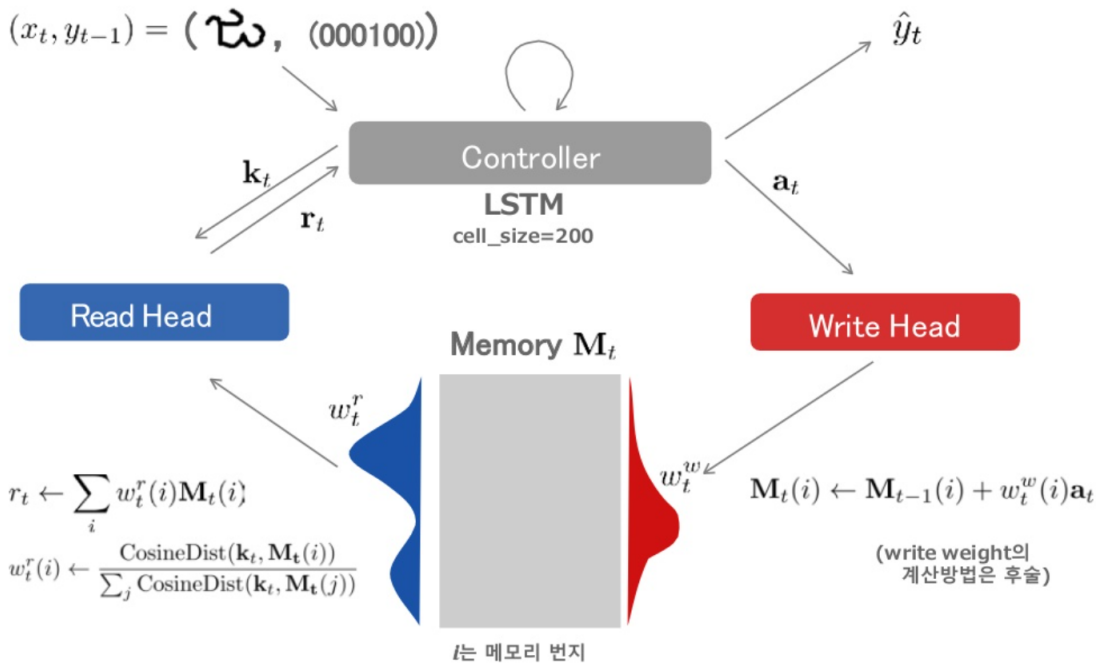 (x_t, y_{t-1}) = ( , (000100))
ŷ_t
Controller
LSTM
cell_size=200
k_t
r_t
a_t
Read Head
Write Head
Memory M_t
w_t^r
w_t^w
r_t ← ∑_i w_t^r(i)M_t(i)
w_t^r(i) ← CosineDist(k_t, M_t(i)) / ∑_j CosineDist(k_t, M_t(j))
M_t(i) ← M_{t-1}(i) + w_t^w(i)a_t
(write weight의
계산방법은 후술)
i는 메모리 번지